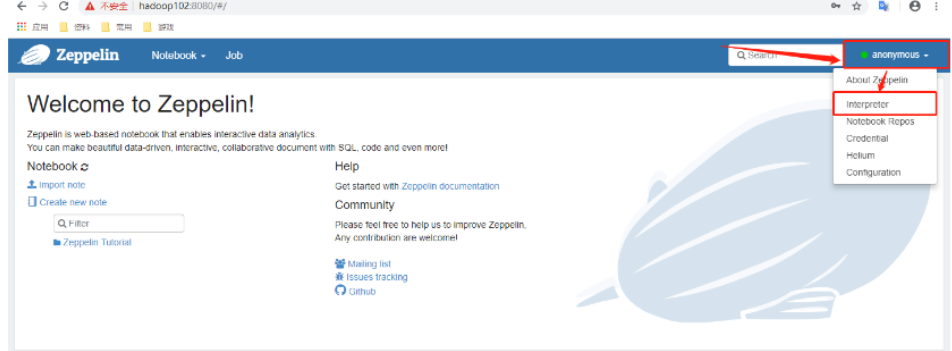 不安全 | hadoop102:8080/#/
应用 资料 常用 游戏
Zeppelin Notebook Job Search anonymous
About Zeppelin
Interpreter
Notebook Repos
Credential
Helium
Configuration
Welcome to Zeppelin!
Zeppelin is web-based notebook that enables interactive data analytics.
You can make beautiful data-driven, interactive, collaborative document with SQL, code and even more!
Notebook
Import note
Create new note
Filter
Zeppelin Tutorial
Help
Get started with Zeppelin documentation
Community
Please feel free to help us to improve Zeppelin,
Any contribution are welcome!
Mailing list
Issues tracking
Github